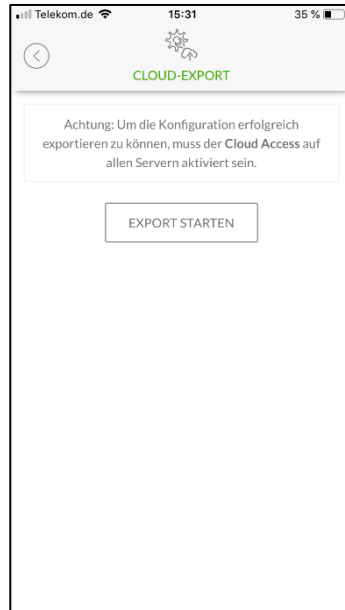 Telekom.de 15:31 35 %
CLOUD-EXPORT
Achtung: Um die Konfiguration erfolgreich
exportieren zu können, muss der Cloud Access auf
allen Servern aktiviert sein.
EXPORT STARTEN